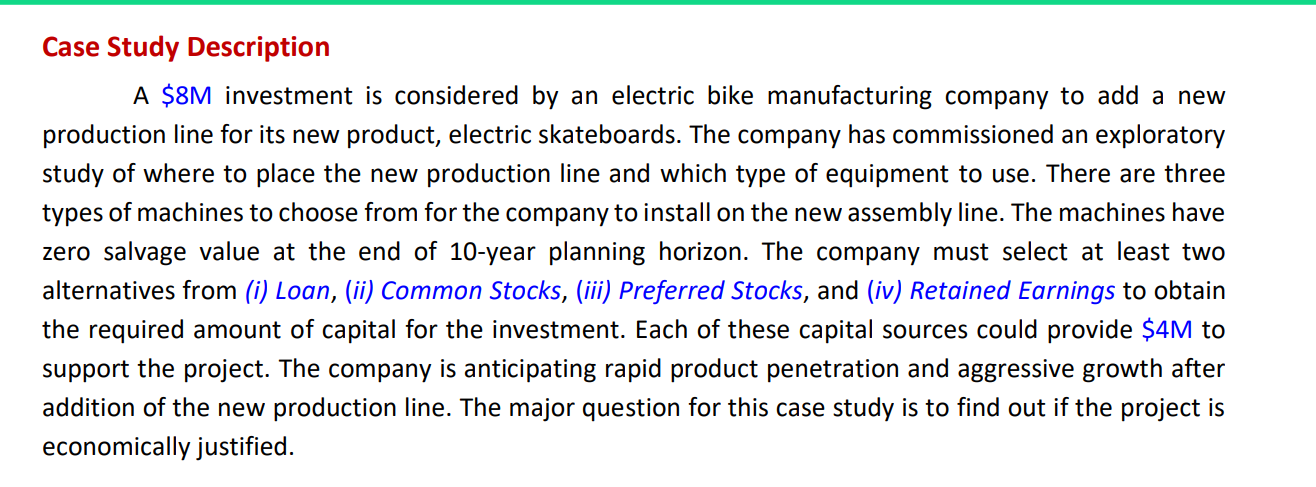 Case Study Description
A $8M investment is considered by an electric bike manufacturing company to add a new
production line for its new product, electric skateboards. The company has commissioned an exploratory
study of where to place the new production line and which type of equipment to use. There are three
types of machines to choose from for the company to install on the new assembly line. The machines have
zero salvage value at the end of 10-year planning horizon. The company must select at least two
alternatives from (i) Loan, (ii) Common Stocks, (iii) Preferred Stocks, and (iv) Retained Earnings to obtain
the required amount of capital for the investment. Each of these capital sources could provide $4M to
support the project. The company is anticipating rapid product penetration and aggressive growth after
addition of the new production line. The major question for this case study is to find out if the project is
economically justified.